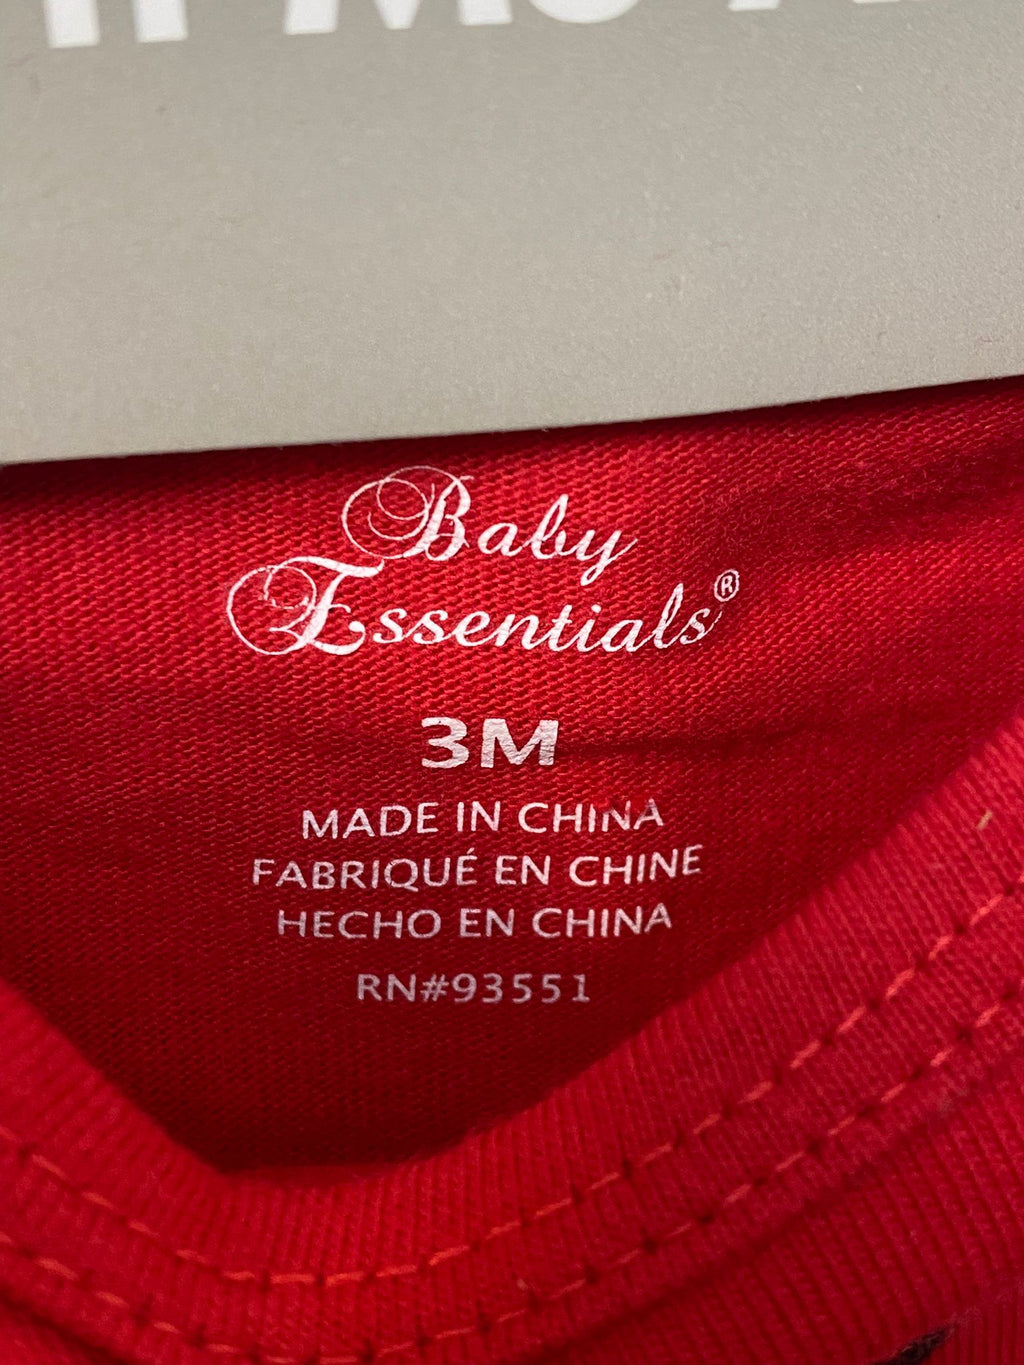 Baby
Essentials®
3M
MADE IN CHINA
FABRIQUÉ EN CHINE
HECHO EN CHINA
RN#93551